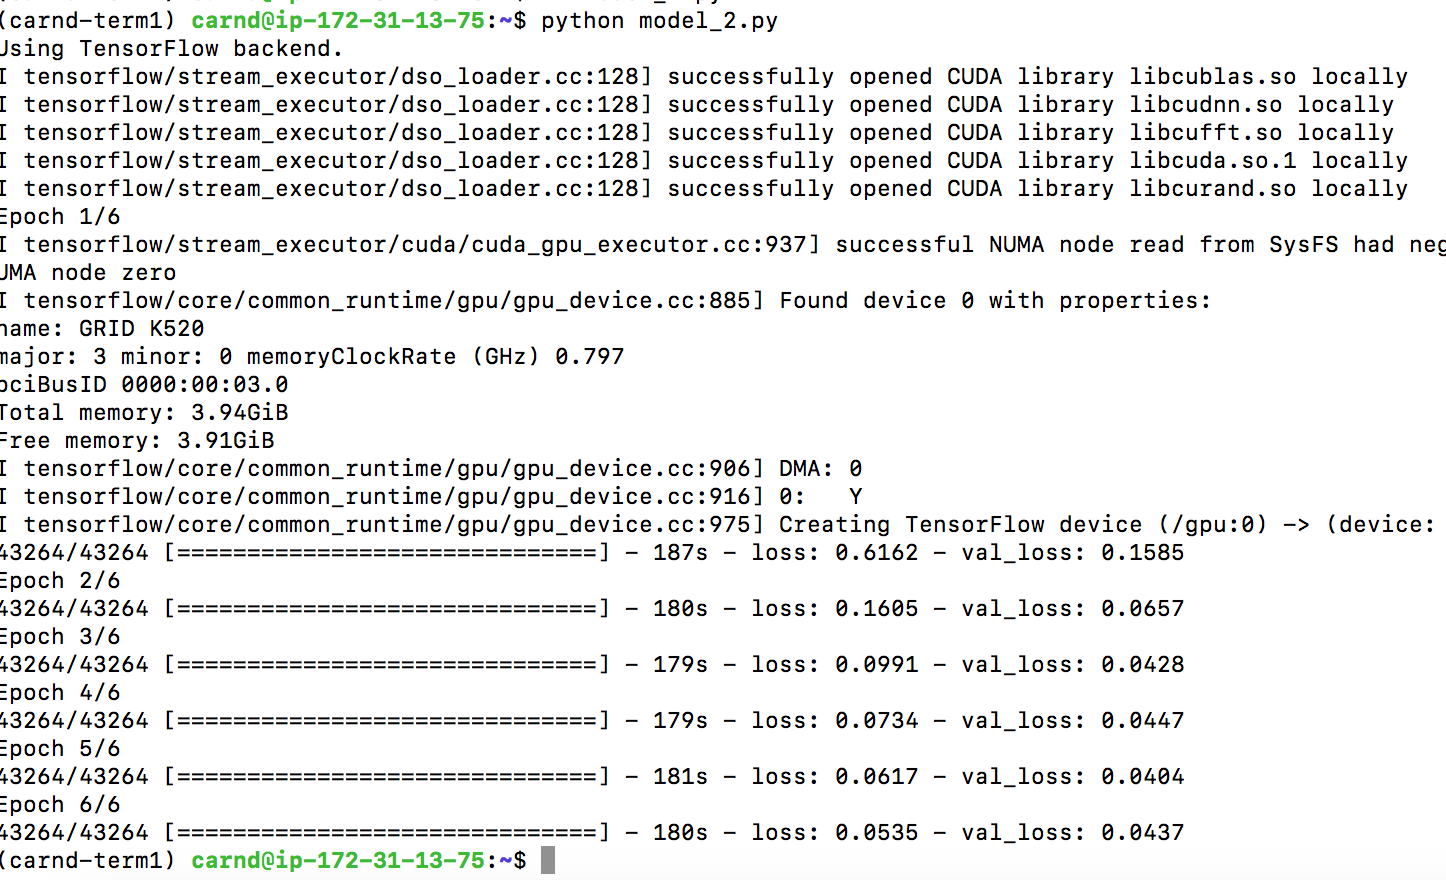 (carnd-term1) carnd@ip-172-31-13-75:~$ python model_2.py
Using TensorFlow backend.
I tensorflow/stream_executor/dso_loader.cc:128] successfully opened CUDA library libcublas.so locally
I tensorflow/stream_executor/dso_loader.cc:128] successfully opened CUDA library libcudnn.so locally
I tensorflow/stream_executor/dso_loader.cc:128] successfully opened CUDA library libcufft.so locally
I tensorflow/stream_executor/dso_loader.cc:128] successfully opened CUDA library libcuda.so.1 locally
I tensorflow/stream_executor/dso_loader.cc:128] successfully opened CUDA library libcurand.so locally
Epoch 1/6
I tensorflow/stream_executor/cuda/cuda_gpu_executor.cc:937] successful NUMA node read from SysFS had neg
UMA node zero
I tensorflow/core/common_runtime/gpu/gpu_device.cc:885] Found device 0 with properties:
name: GRID K520
major: 3 minor: 0 memoryClockRate (GHz) 0.797
pciBusID 0000:00:03.0
Total memory: 3.94GiB
Free memory: 3.91GiB
I tensorflow/core/common_runtime/gpu/gpu_device.cc:906] DMA: 0
I tensorflow/core/common_runtime/gpu/gpu_device.cc:916] 0:   Y
I tensorflow/core/common_runtime/gpu/gpu_device.cc:975] Creating TensorFlow device (/gpu:0) -> (device:
43264/43264 [==============================] - 187s - loss: 0.6162 - val_loss: 0.1585
Epoch 2/6
43264/43264 [==============================] - 180s - loss: 0.1605 - val_loss: 0.0657
Epoch 3/6
43264/43264 [==============================] - 179s - loss: 0.0991 - val_loss: 0.0428
Epoch 4/6
43264/43264 [==============================] - 179s - loss: 0.0734 - val_loss: 0.0447
Epoch 5/6
43264/43264 [==============================] - 181s - loss: 0.0617 - val_loss: 0.0404
Epoch 6/6
43264/43264 [==============================] - 180s - loss: 0.0535 - val_loss: 0.0437
(carnd-term1) carnd@ip-172-31-13-75:~$